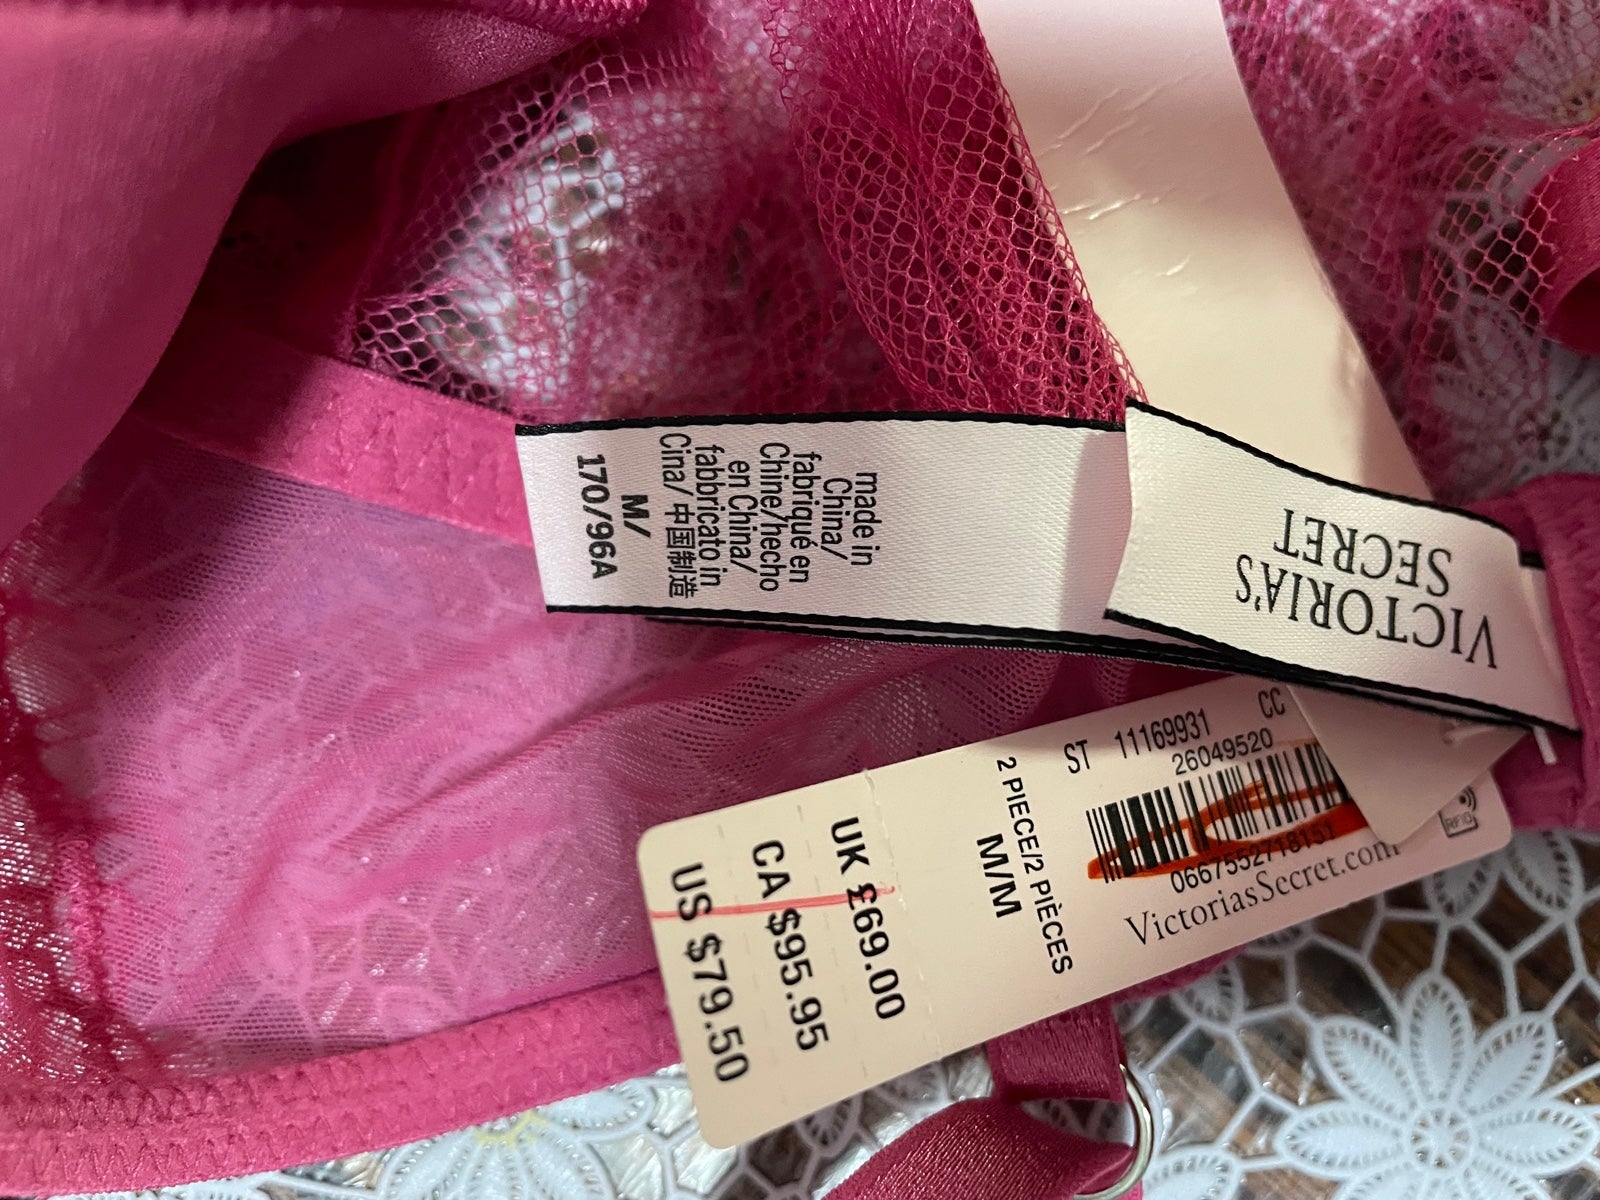 VICTORIA'S
SECRET
made in
China/
fabriqué en
Chine/hecho
en China/
fabbricato in
Cina/ 中国制造
M/
170/96A
ST 11169931 CC
26049520
0667552718151
VictoriasSecret.com
RFID
2 PIECE/2 PIÈCES
M/M
UK £69.00
CA $95.95
US $79.50